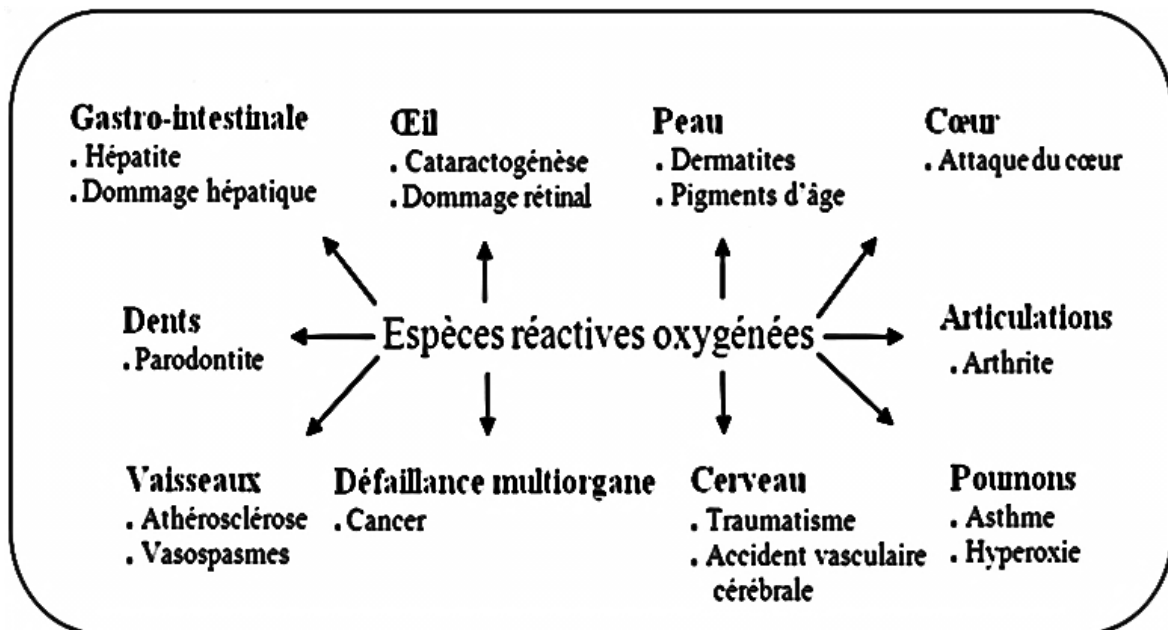 Gastro-intestinale
. Hépatite
. Dommage hépatique
Œil
. Cataractogénèse
. Dommage rétinal
Peau
. Dermatites
. Pigments d'âge
Cœur
. Attaque du cœur
Dents
. Parodontite
Espèces réactives oxygénées
Articulations
. Arthrite
Vaisseaux
. Athérosclérose
. Vasospasmes
Défaillance multiorgane
. Cancer
Cerveau
. Traumatisme
. Accident vasculaire
cérébrale
Poumons
. Asthme
. Hyperoxie